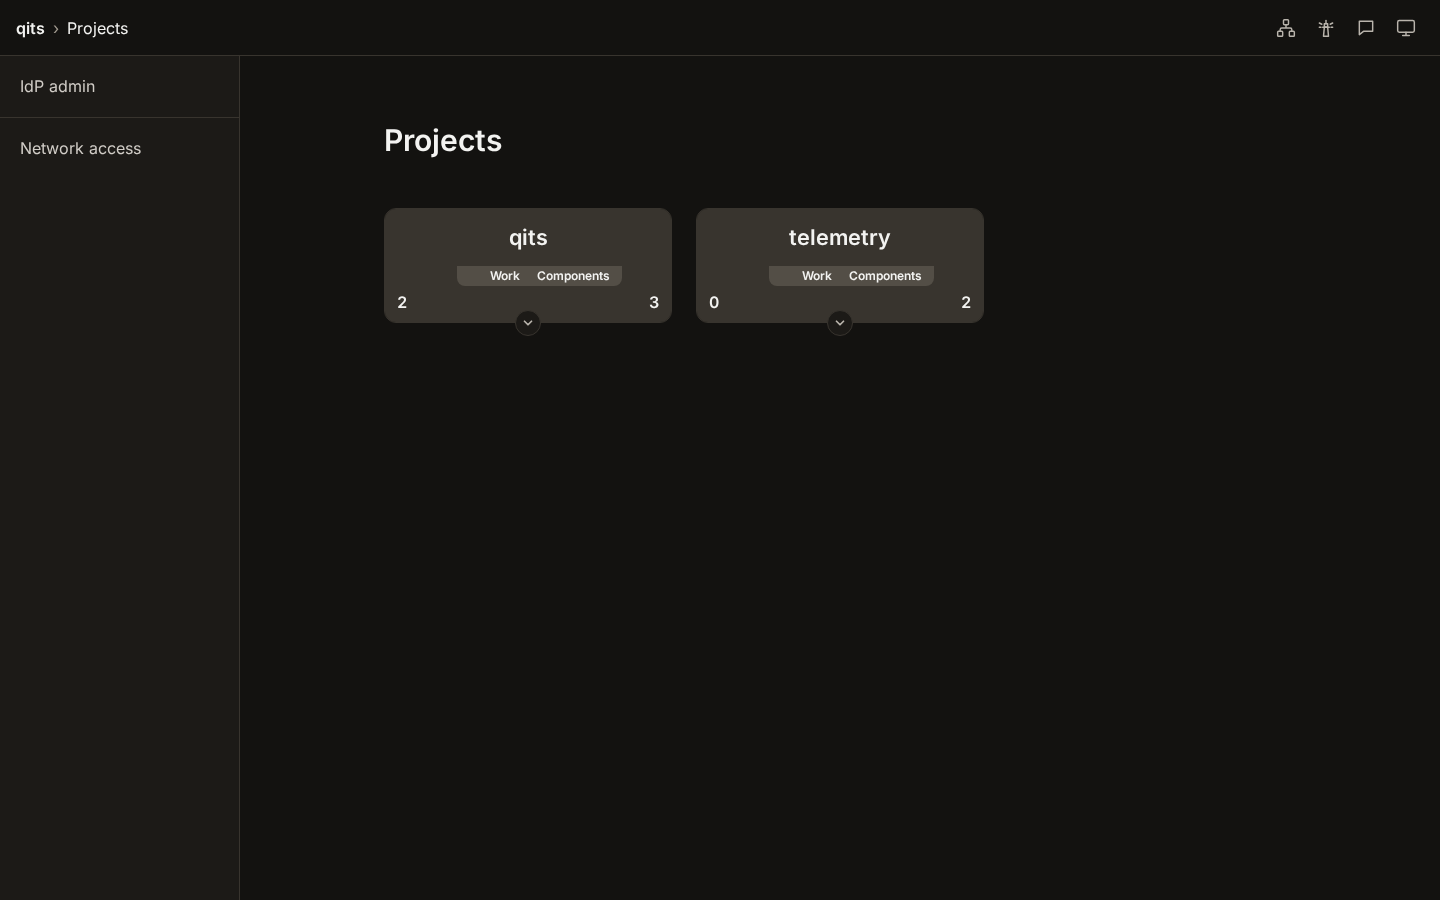 qits › Projects
IdP admin
Network access
Projects
qits
Work Components
2 3
telemetry
Work Components
0 2